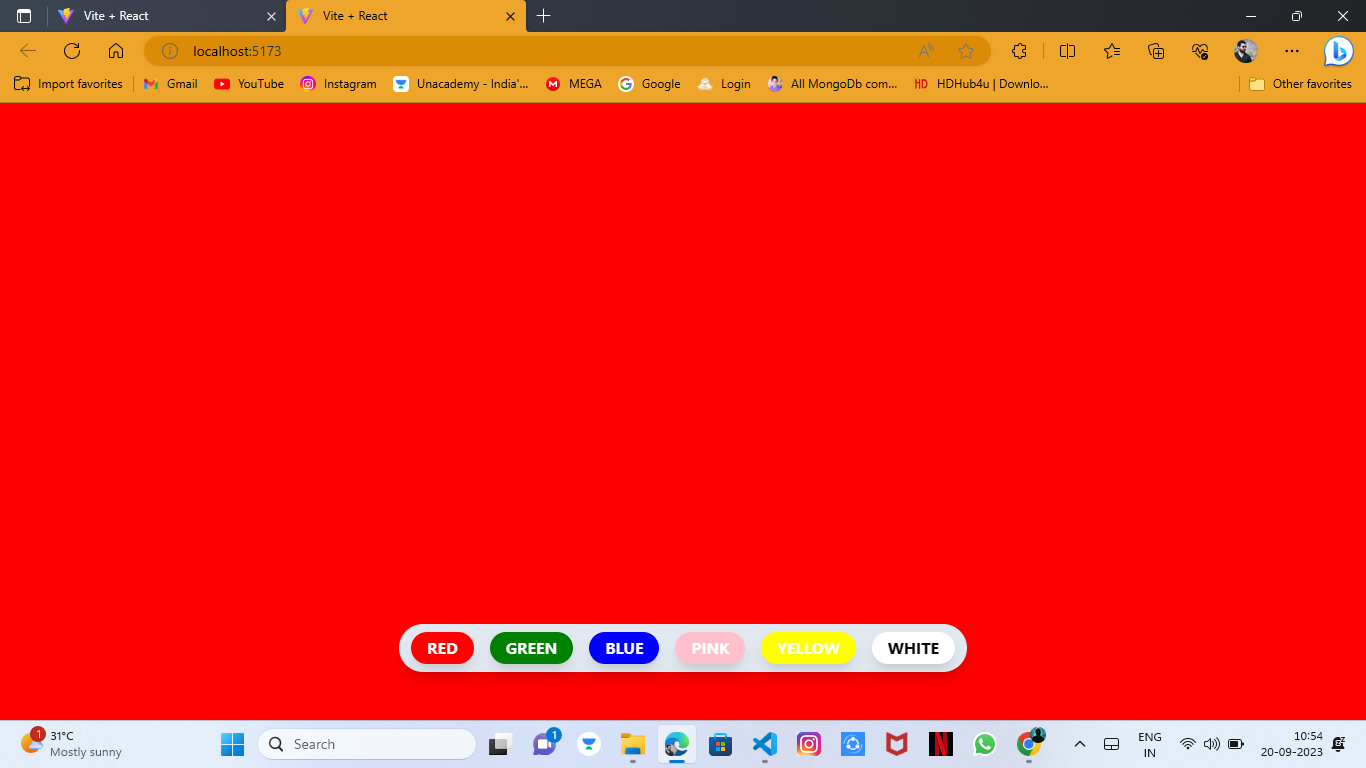 Vite + React
Vite + React
localhost:5173
Import favorites
Gmail
YouTube
Instagram
Unacademy - India'...
MEGA
Google
Login
All MongoDb com...
HDHub4u | Downlo...
Other favorites
RED
GREEN
BLUE
PINK
YELLOW
WHITE
1
31°C
Mostly sunny
Search
1
ENG
IN
10:54
20-09-2023